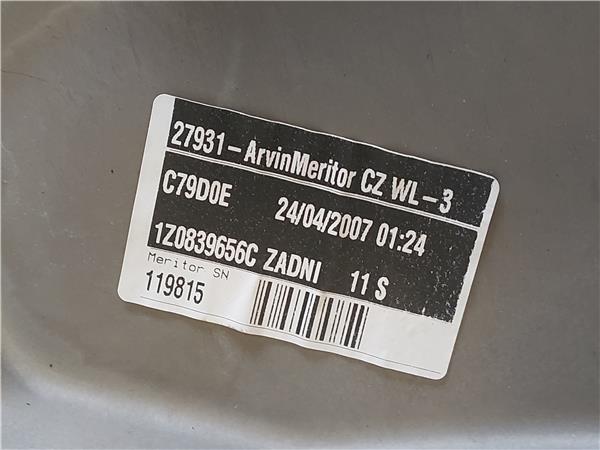 27931-ArvinMeritor CZ WL-3
C79D0E 24/04/2007 01:24
1Z0839656C ZADNI 11 S
Meritor SN
119815